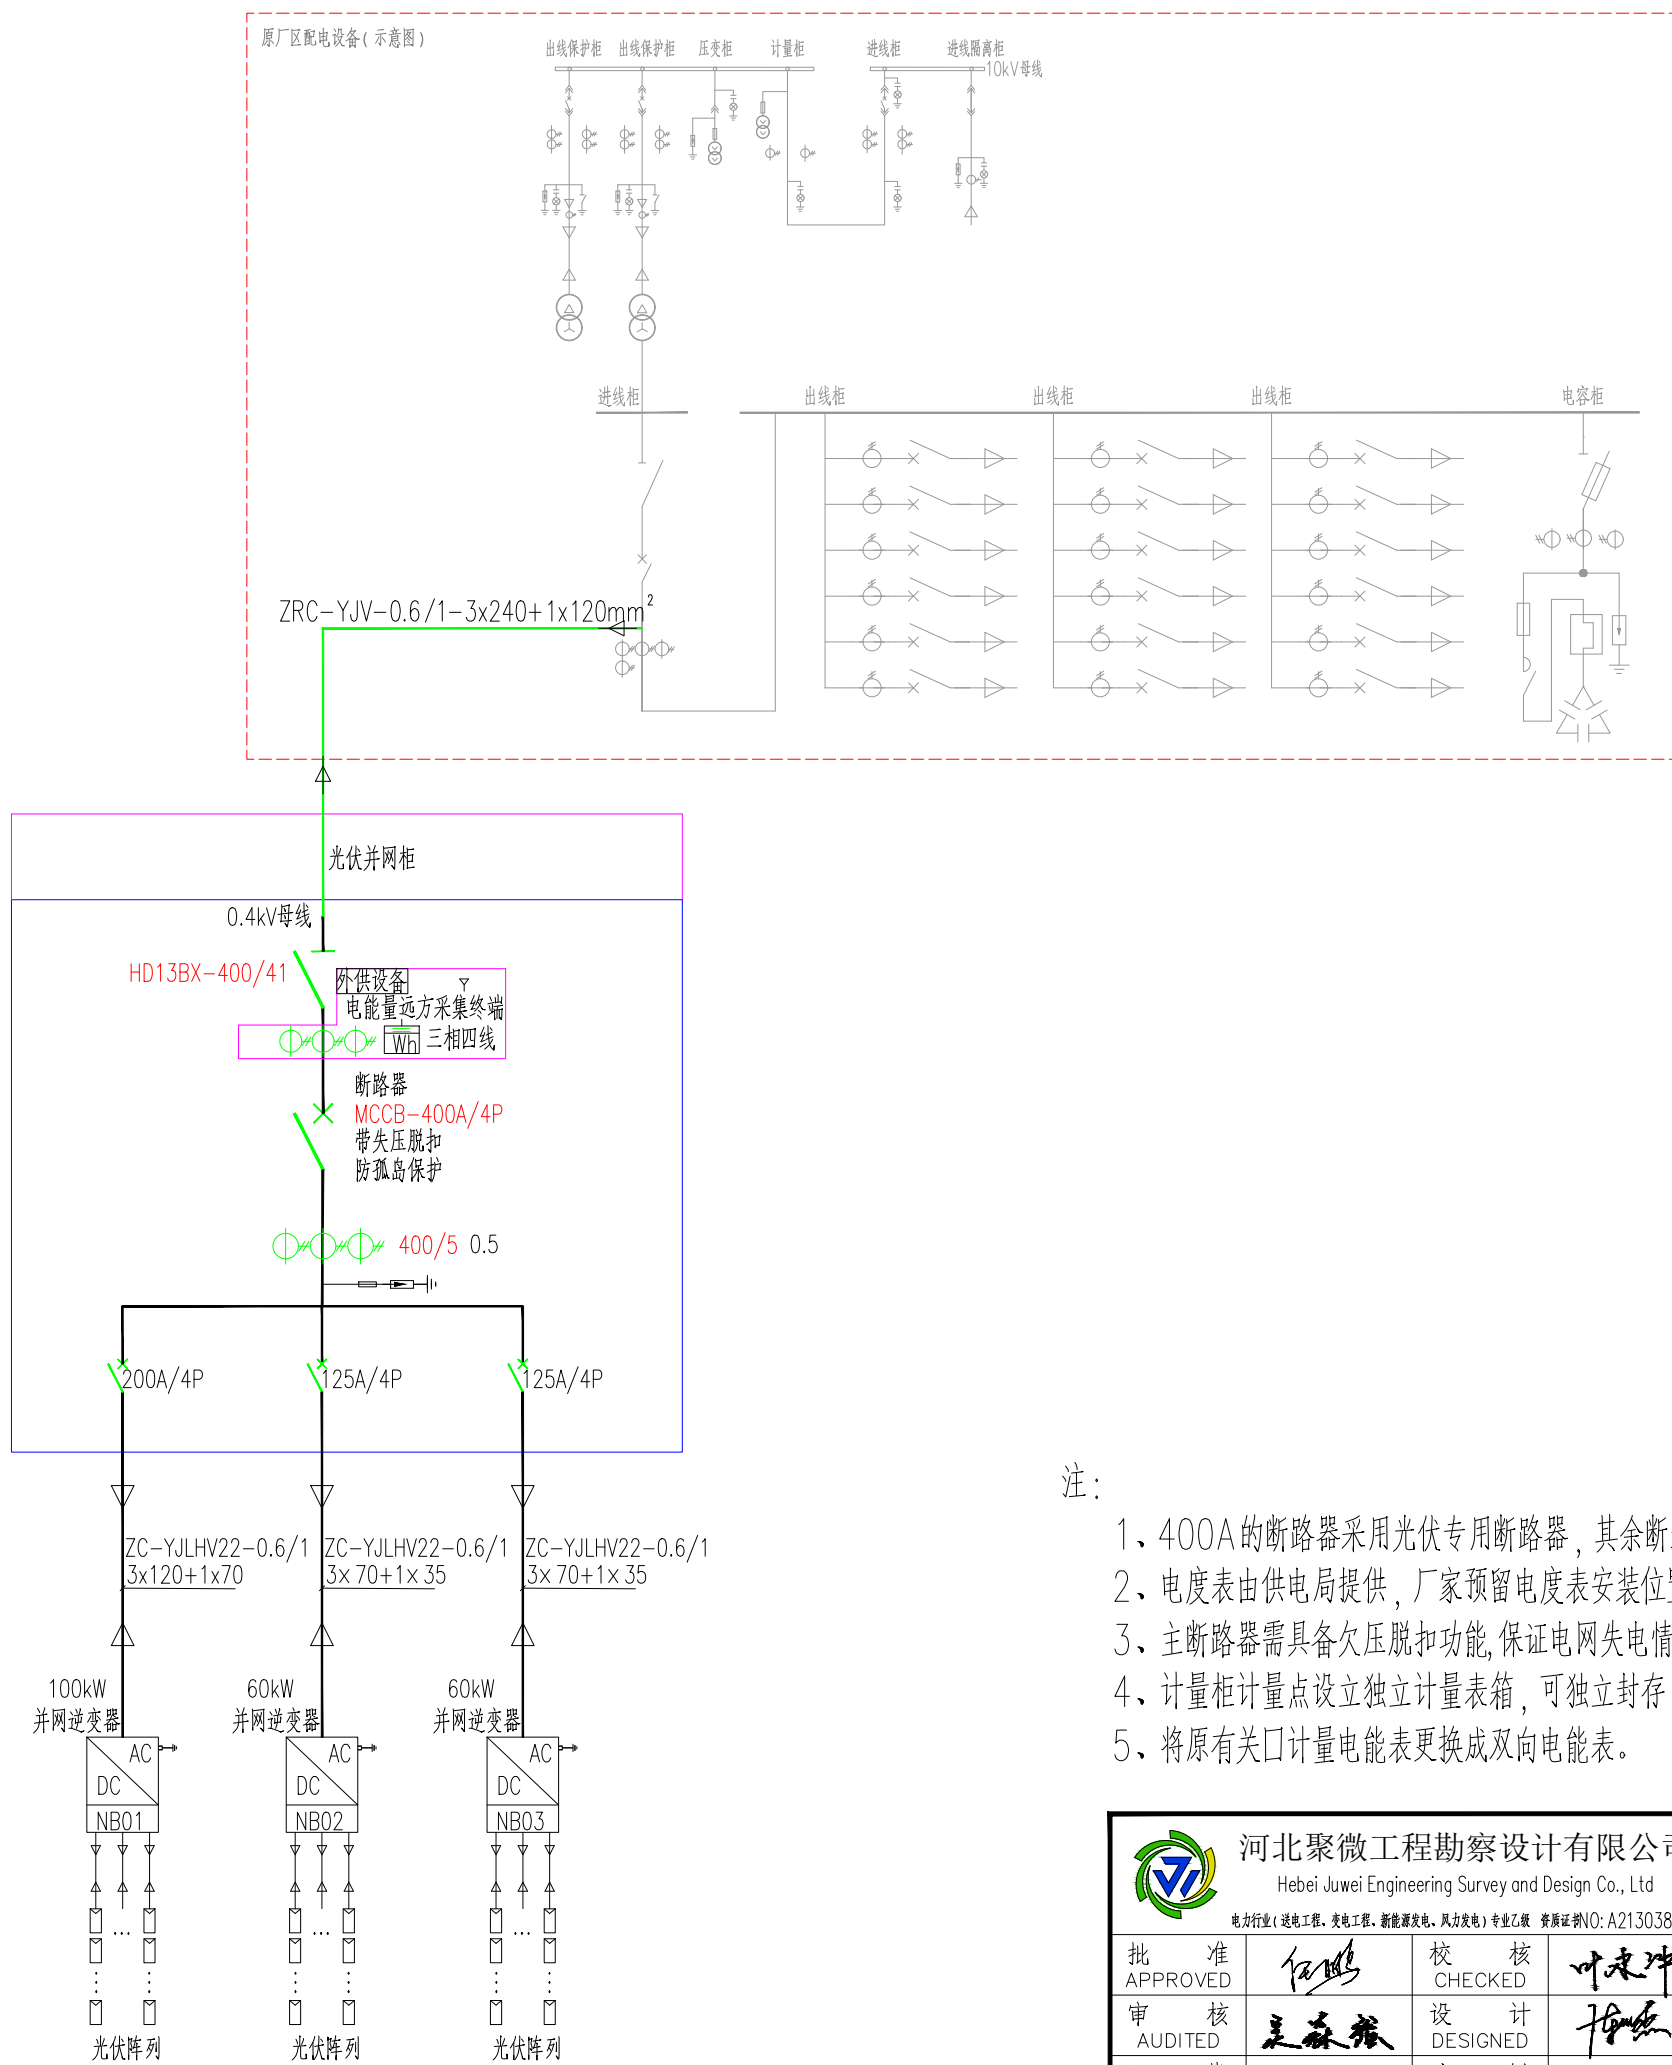 原厂区配电设备(示意图)
出线保护柜 出线保护柜 压变柜 计量柜 进线柜 进线隔离柜
10kV母线
进线柜 出线柜 出线柜 出线柜 电容柜
ZRC-YJV-0.6/1-3x240+1x120mm²
光伏并网柜
0.4kV母线
HD13BX-400/41
外供设备
电能量远方采集终端
Wh 三相四线
断路器
MCCB-400A/4P
带失压脱扣
防孤岛保护
400/5 0.5
200A/4P 125A/4P 125A/4P
ZC-YJLHV22-0.6/1 ZC-YJLHV22-0.6/1 ZC-YJLHV22-0.6/1
3x120+1x70 3x70+1x35 3x70+1x35
100kW 60kW 60kW
并网逆变器 并网逆变器 并网逆变器
AC AC AC
DC DC DC
NB01 NB02 NB03
光伏阵列 光伏阵列 光伏阵列
注:
1、400A的断路器采用光伏专用断路器,其余断
2、电度表由供电局提供,厂家预留电度表安装位
3、主断路器需具备欠压脱扣功能,保证电网失电情
4、计量柜计量点设立独立计量表箱,可独立封存
5、将原有关口计量电能表更换成双向电能表。
河北聚微工程勘察设计有限公司
Hebei Juwei Engineering Survey and Design Co., Ltd
电力行业(送电工程、变电工程、新能源发电、风力发电)专业乙级 资质证书NO: A213038
批 准 校 核
APPROVED CHECKED
审 核 设 计
AUDITED DESIGNED